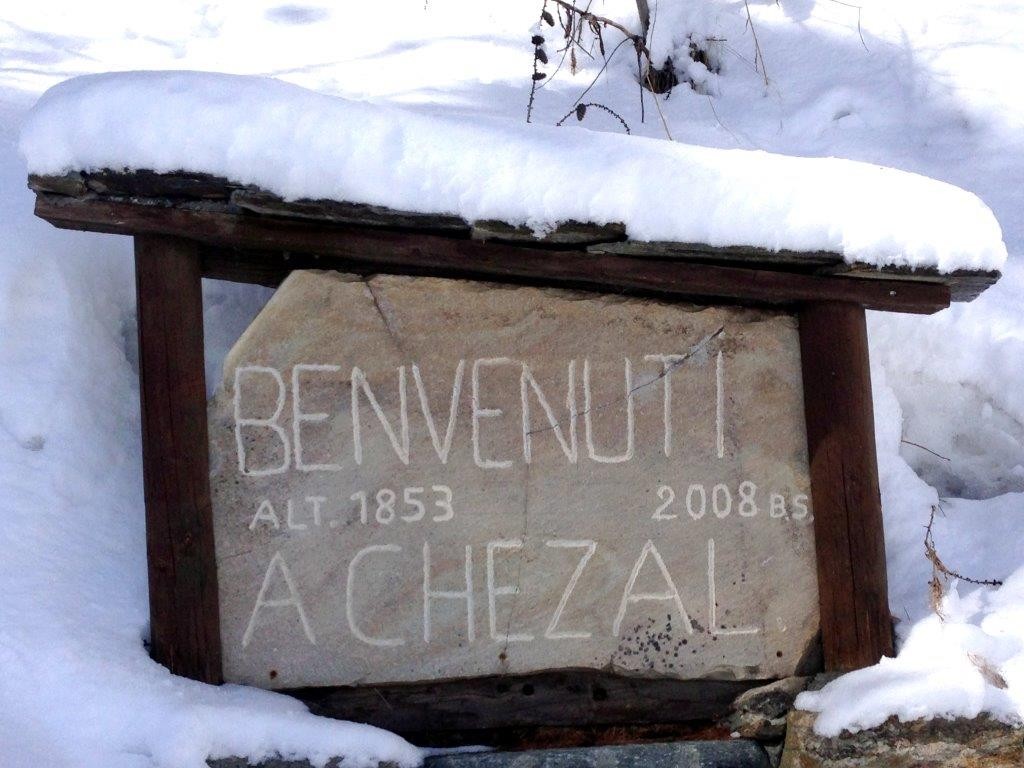 BENVENUTI
ALT. 1853 2008 B.S.
A CHEZAL.